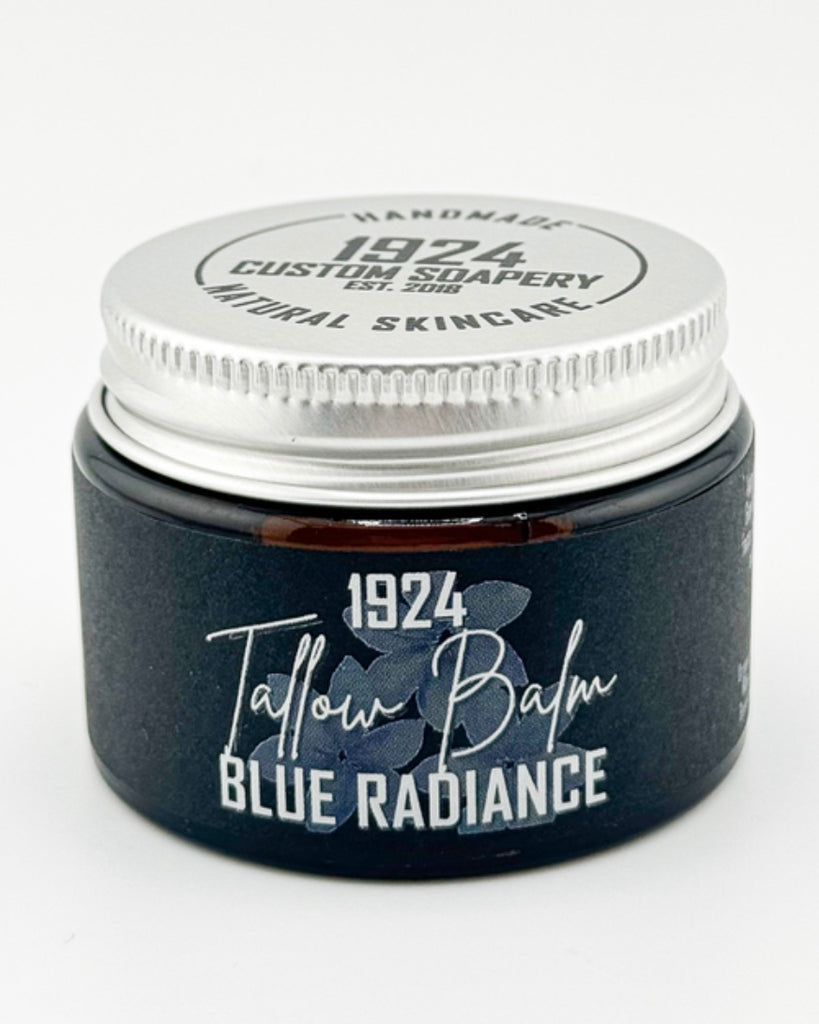 HANDMADE
1924
CUSTOM SOAPERY
EST. 2018
NATURAL SKINCARE
1924
Tallow Balm
BLUE RADIANCE